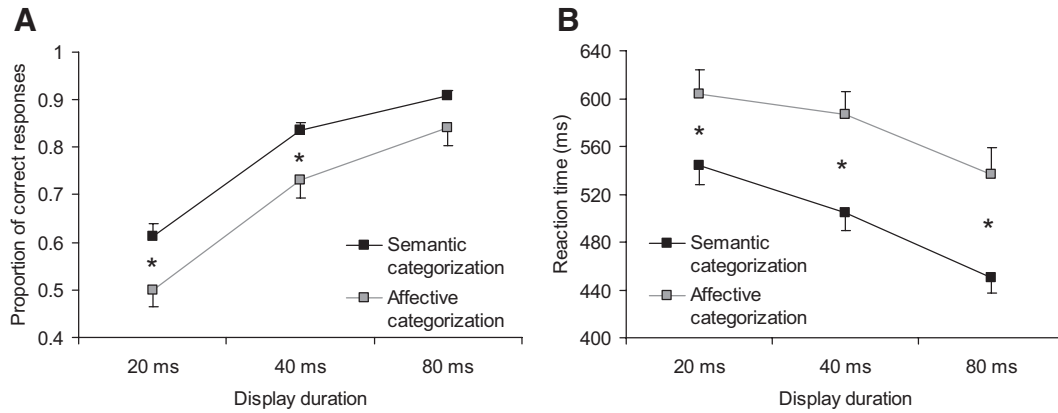 A
Proportion of correct responses
1
0.9
0.8
0.7
0.6
0.5
0.4
*
*
Semantic
categorization
Affective
categorization
20 ms
40 ms
80 ms
Display duration
B
Reaction time (ms)
640
600
560
520
480
440
400
*
*
*
Semantic
categorization
Affective
categorization
20 ms
40 ms
80 ms
Display duration